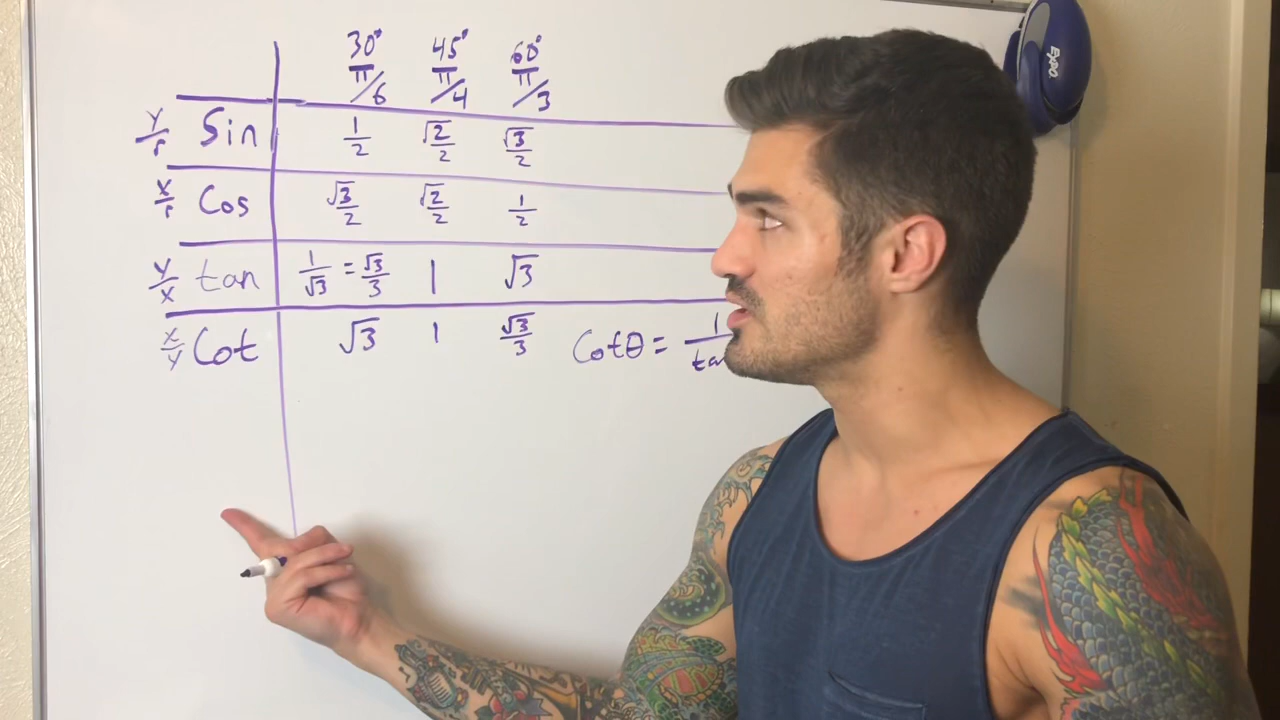 30° 45° 60°
π/6 π/4 π/3
y/r Sin 1/2 √2/2 √3/2
x/r Cos √3/2 √2/2 1/2
y/x tan 1/√3 = √3/3 1 √3
x/y Cot √3 1 √3/3 Cotθ = 1/ta
EXPO